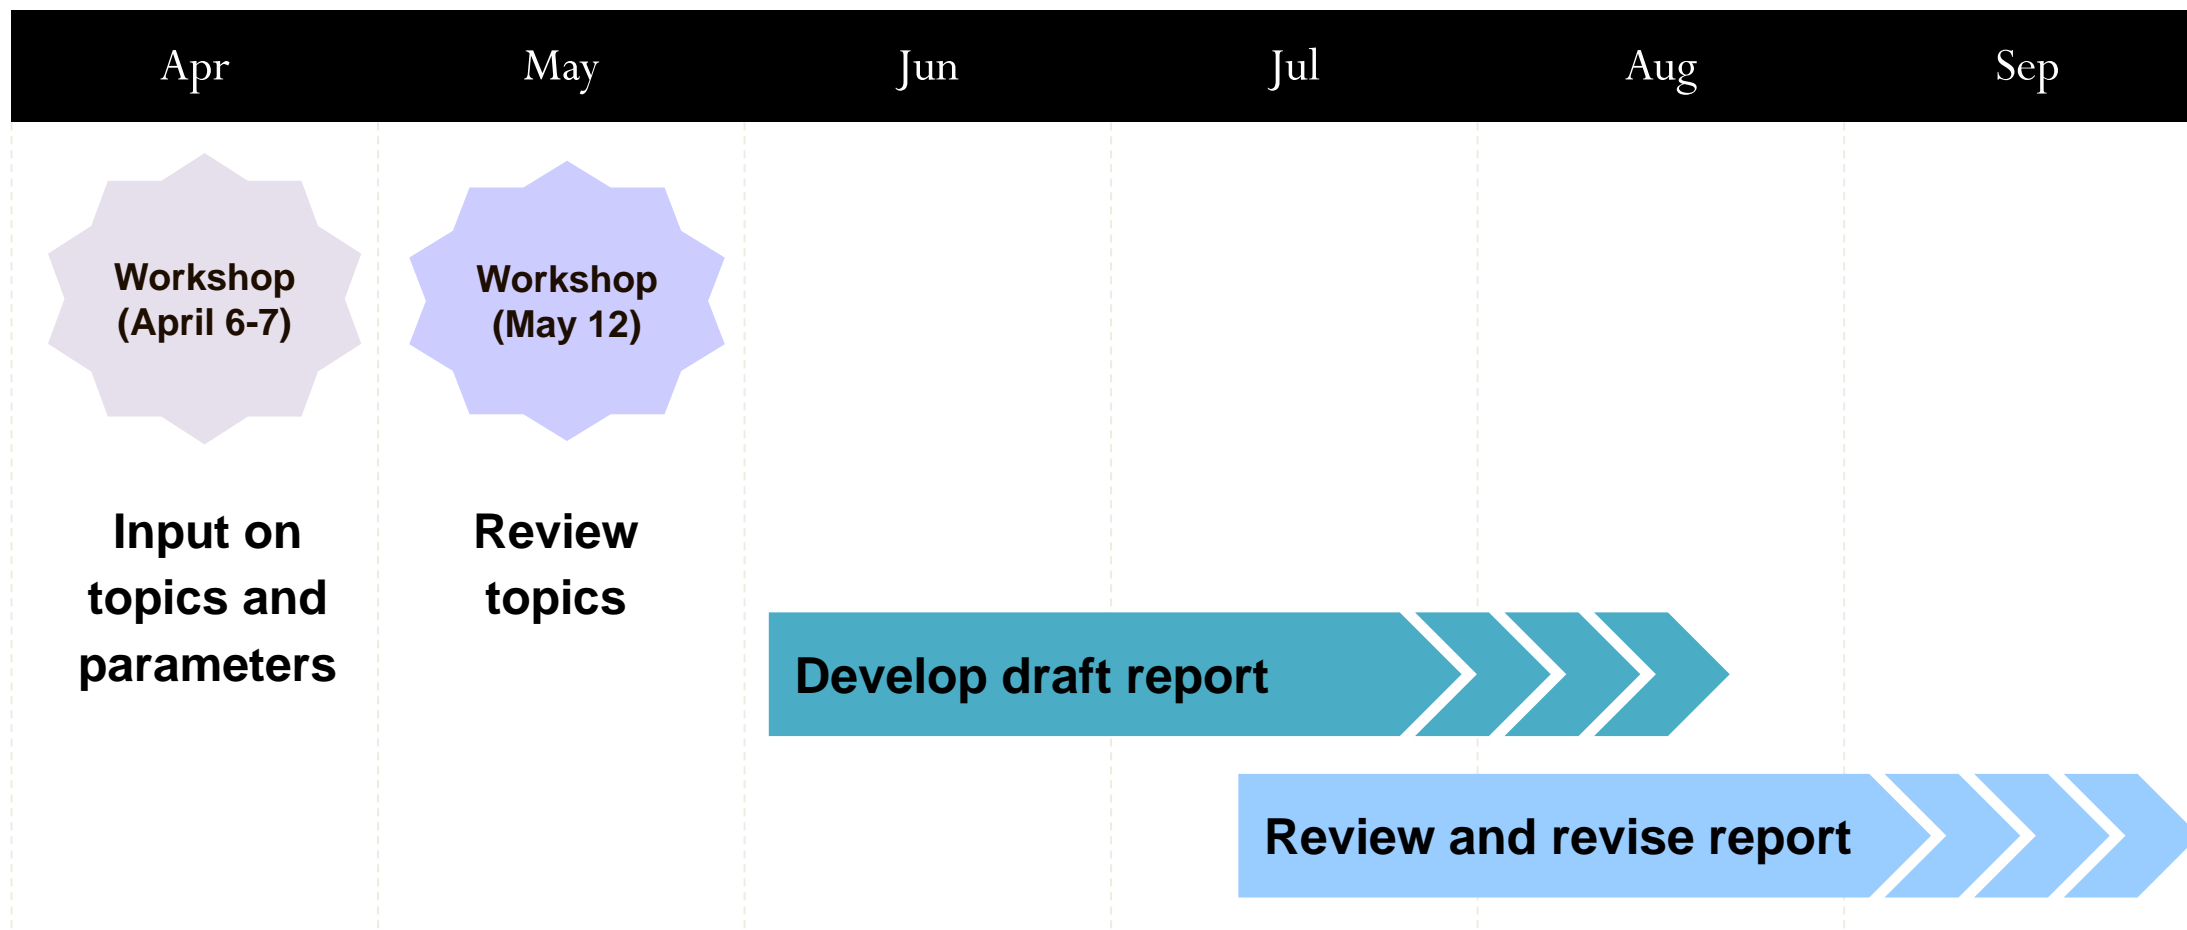 Apr May Jun Jul Aug Sep
Workshop
(April 6-7)
Workshop
(May 12)
Input on
topics and
parameters
Review
topics
Develop draft report
Review and revise report